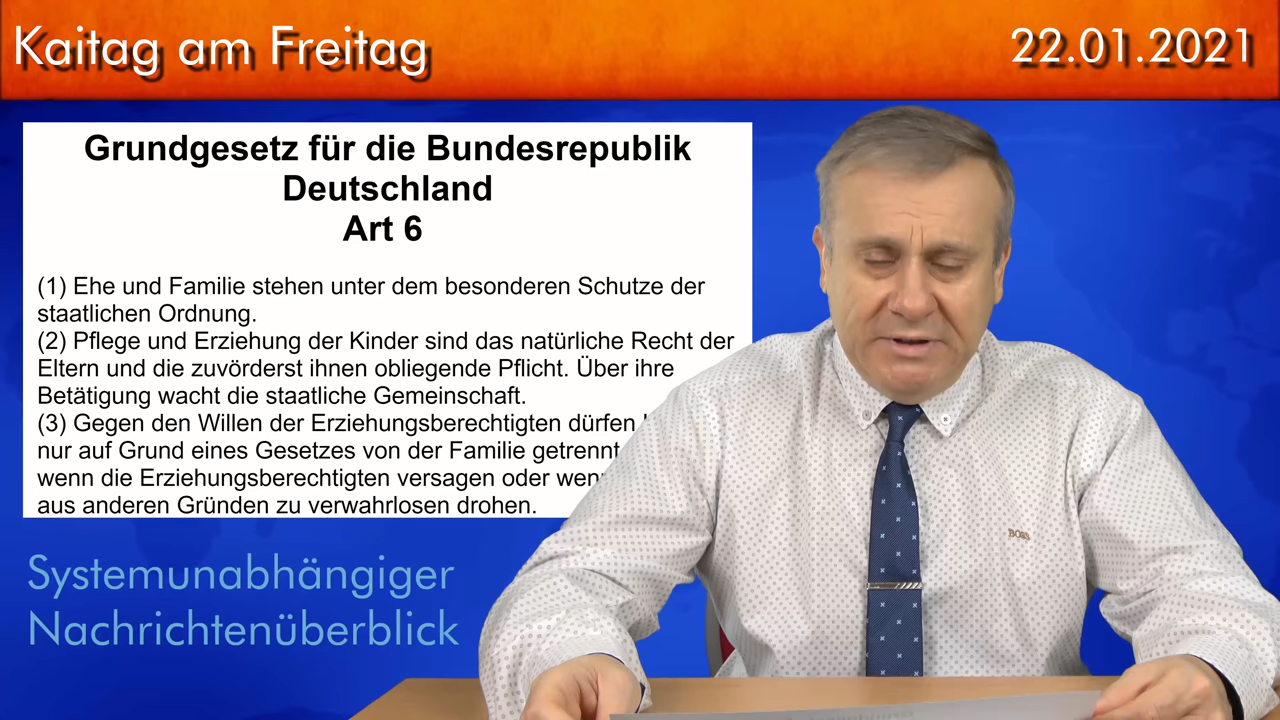 Kaitag am Freitag
22.01.2021
Grundgesetz für die Bundesrepublik
Deutschland
Art 6
(1) Ehe und Familie stehen unter dem besonderen Schutze der
staatlichen Ordnung.
(2) Pflege und Erziehung der Kinder sind das natürliche Recht der
Eltern und die zuvörderst ihnen obliegende Pflicht. Über ihre
Betätigung wacht die staatliche Gemeinschaft.
(3) Gegen den Willen der Erziehungsberechtigten dürfen
nur auf Grund eines Gesetzes von der Familie getrennt
wenn die Erziehungsberechtigten versagen oder
aus anderen Gründen zu verwahrlosen drohen.
Systemunabhängiger
Nachrichtenüberblick
BOSS